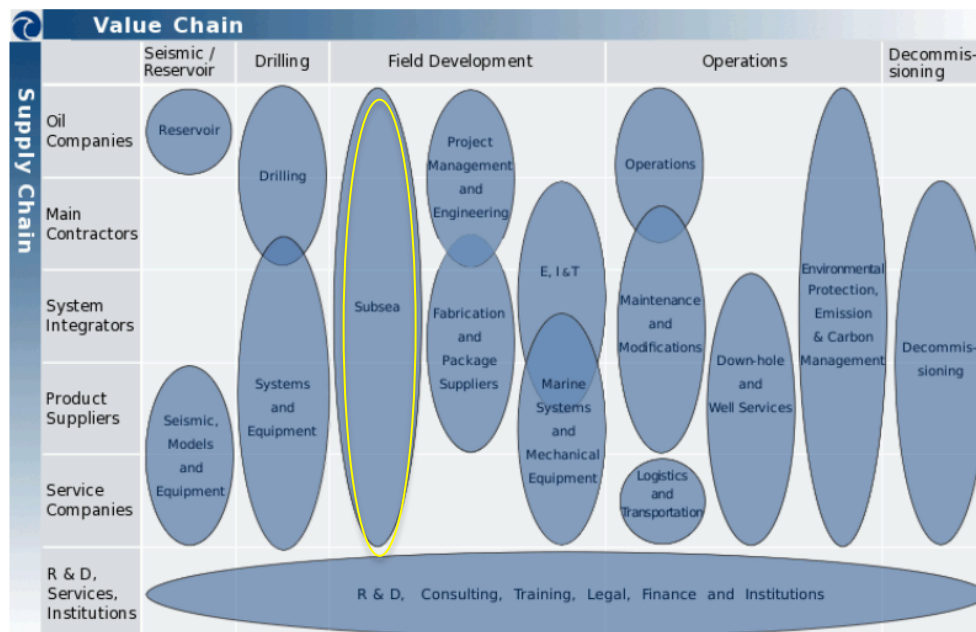 Value Chain
Supply Chain
Seismic /
Reservoir
Drilling
Field Development
Operations
Decommis-
sioning
Oil
Companies
Main
Contractors
System
Integrators
Product
Suppliers
Service
Companies
R & D,
Services,
Institutions
Reservoir
Seismic,
Models
and
Equipment
Drilling
Systems
and
Equipment
Subsea
Project
Management
and
Engineering
Fabrication
and
Package
Suppliers
E, I & T
Marine
Systems
and
Mechanical
Equipment
Operations
Maintenance
and
Modifications
Logistics
and
Transportation
Down-hole
and
Well Services
Environmental
Protection,
Emission
& Carbon
Management
Decommis-
sioning
R & D, Consulting, Training, Legal, Finance and Institutions